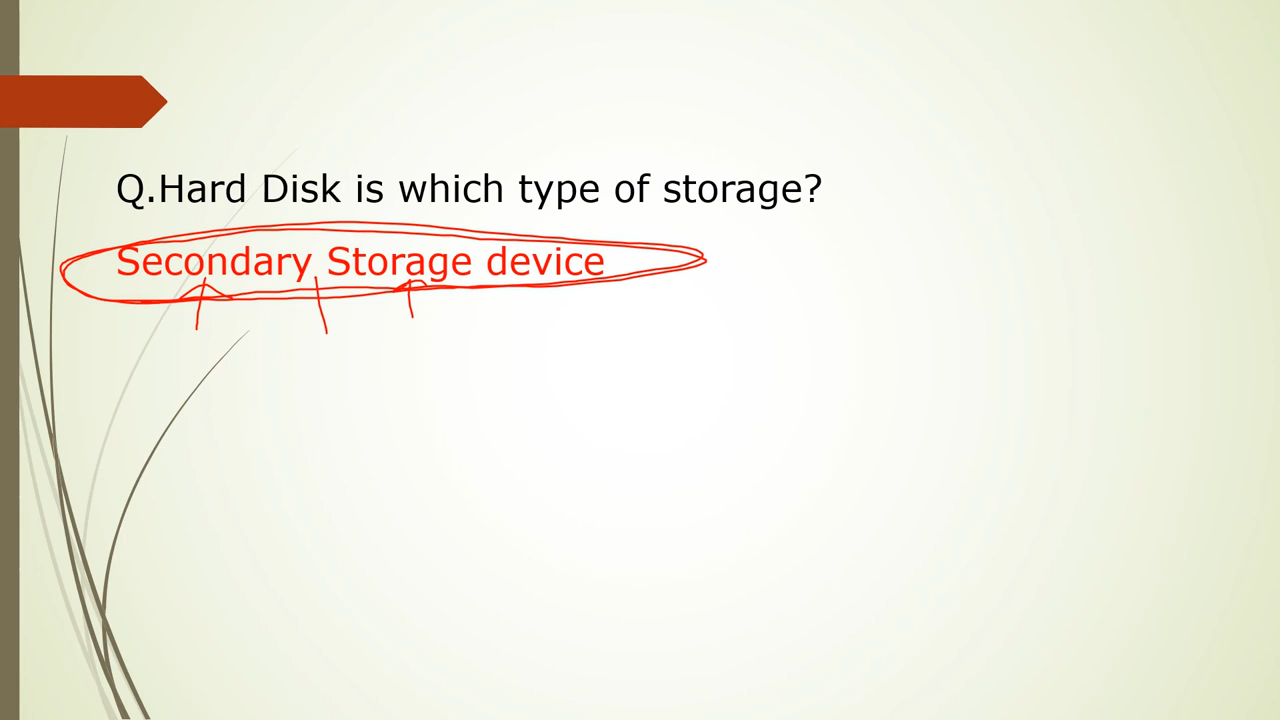 Q.Hard Disk is which type of storage?
Secondary Storage device